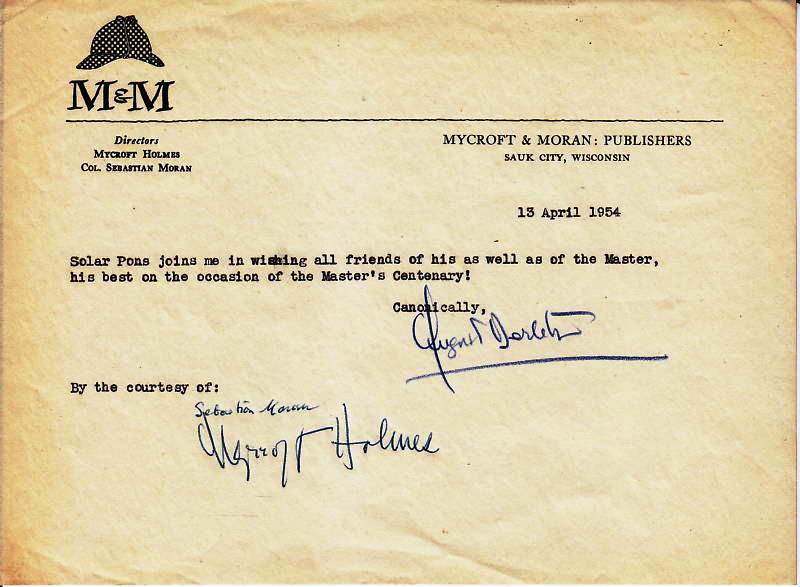 M&M
Directors
MYCROFT HOLMES
COL. SEBASTIAN MORAN
MYCROFT & MORAN: PUBLISHERS
SAUK CITY, WISCONSIN
13 April 1954
Solar Pons joins me in wishing all friends of his as well as of the Master,
his best on the occasion of the Master's Centenary!
Canonically,
August Derleth
By the courtesy of:
Sebastian Moran
Mycroft Holmes